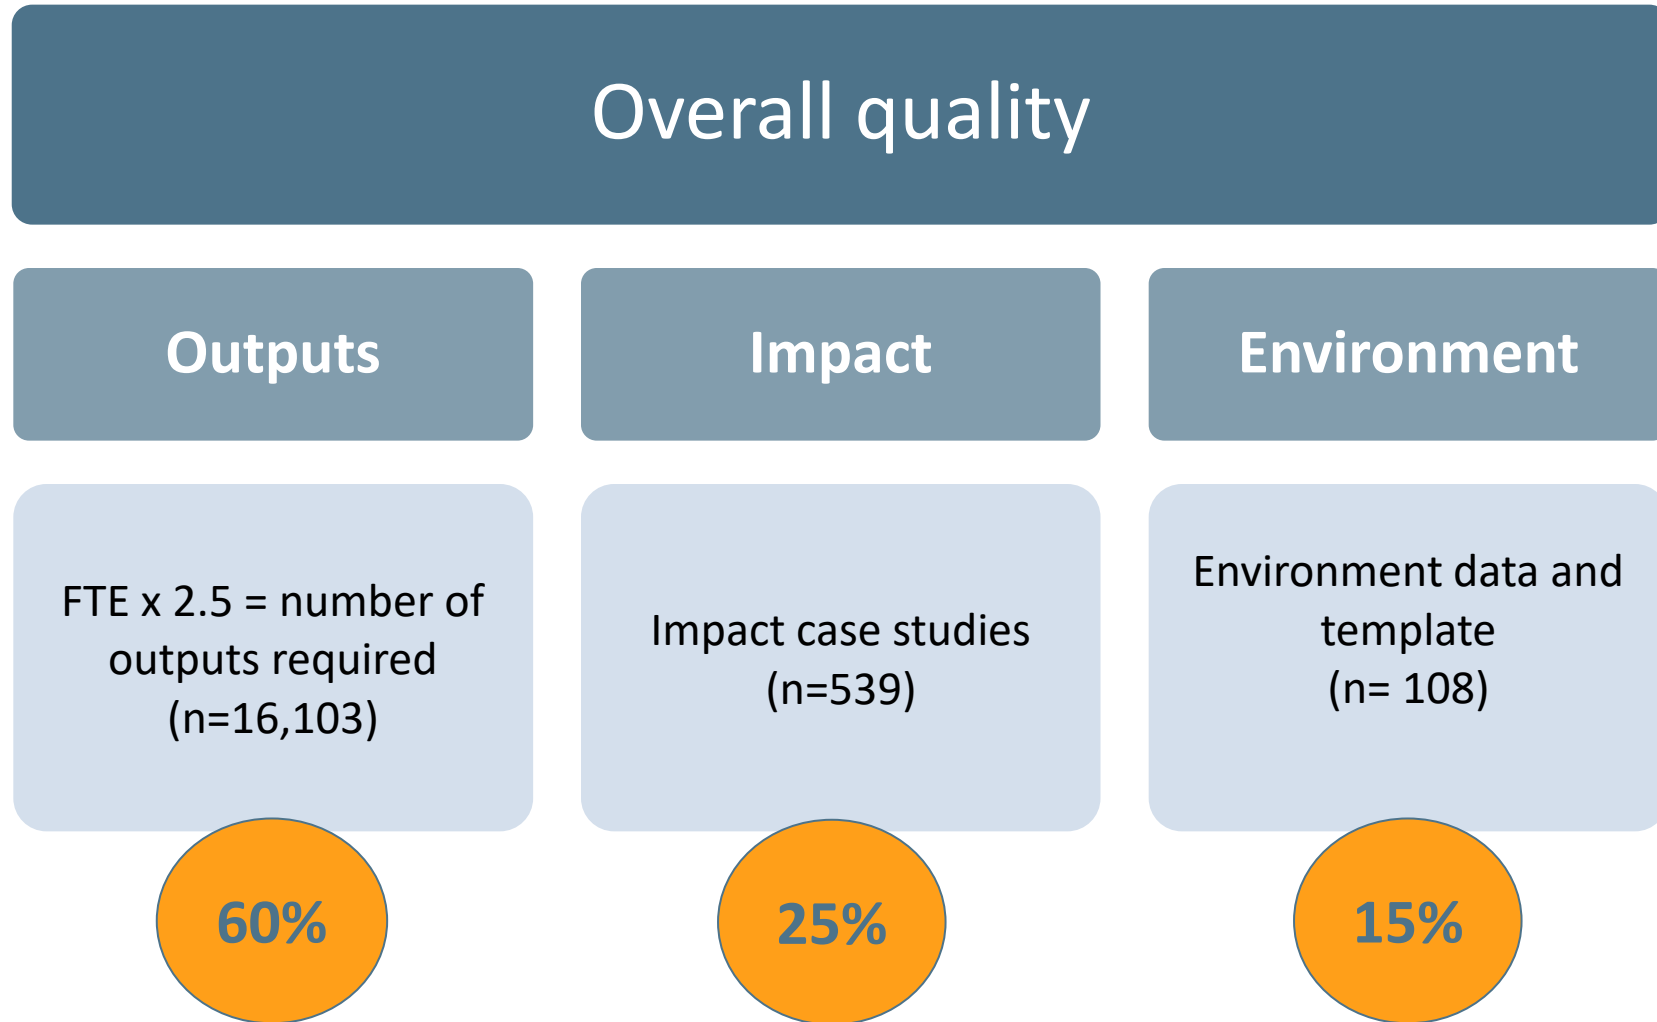 Overall quality
Outputs
Impact
Environment
FTE x 2.5 = number of
outputs required
(n=16,103)
Impact case studies
(n=539)
Environment data and
template
(n= 108)
60%
25%
15%